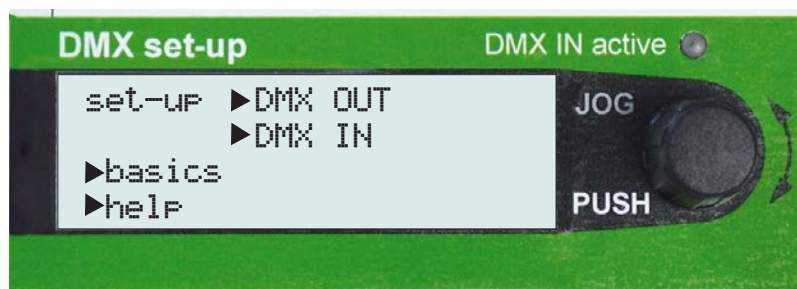 DMX set-up DMX IN active
set-up ▶DMX OUT
▶DMX IN
▶basics
▶help
JOG
PUSH